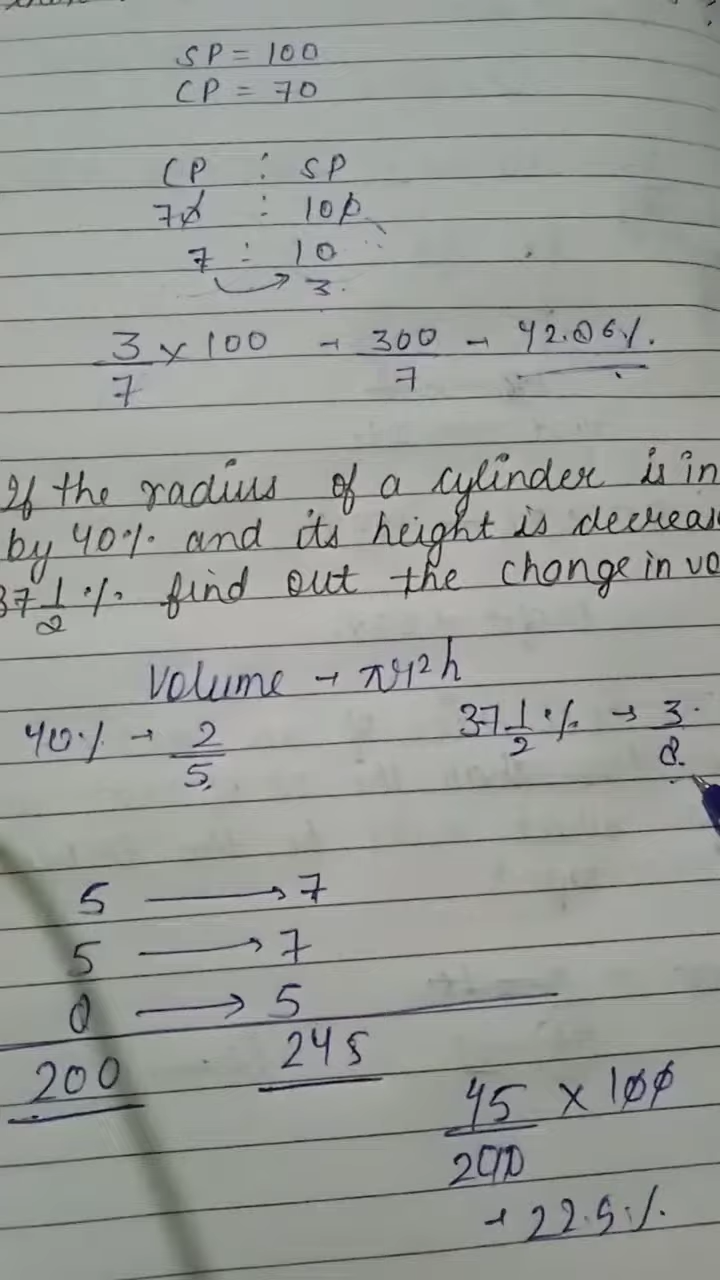 SP = 100
CP = 70
CP : SP
70 : 100
7 : 10
3.
3/7 × 100 → 300/7 → 42.06%.
If the radius of a cylinder is in
by 40% and its height is decreas
37 1/2 % find out the change in vo
Volume → πr²h
40% → 2/5
37 1/2 % → 3/8
5 → 7
5 → 7
8 → 5
200 245
45/200 × 100
→ 22.5%